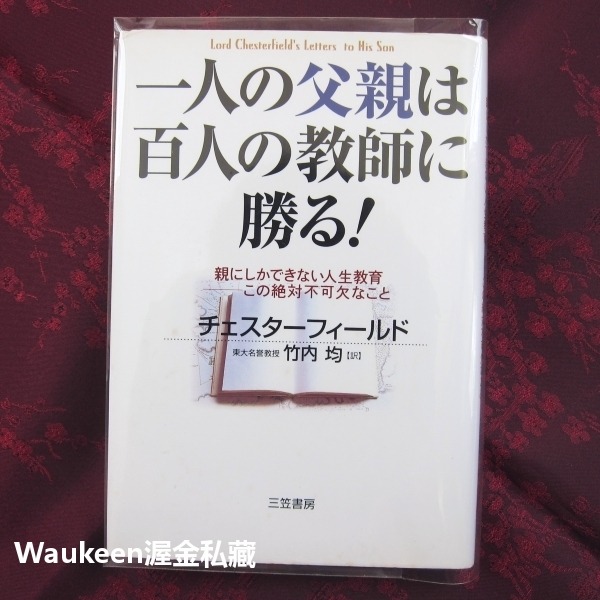 Lord Chesterfield's Letters to His Son
一人の父親は
百人の教師に
勝る!
親にしかできない人生教育
――この絶対不可欠なこと
チェスターフィールド
東大名誉教授 竹内 均【訳】
三笠書房
Waukeen渥金私藏